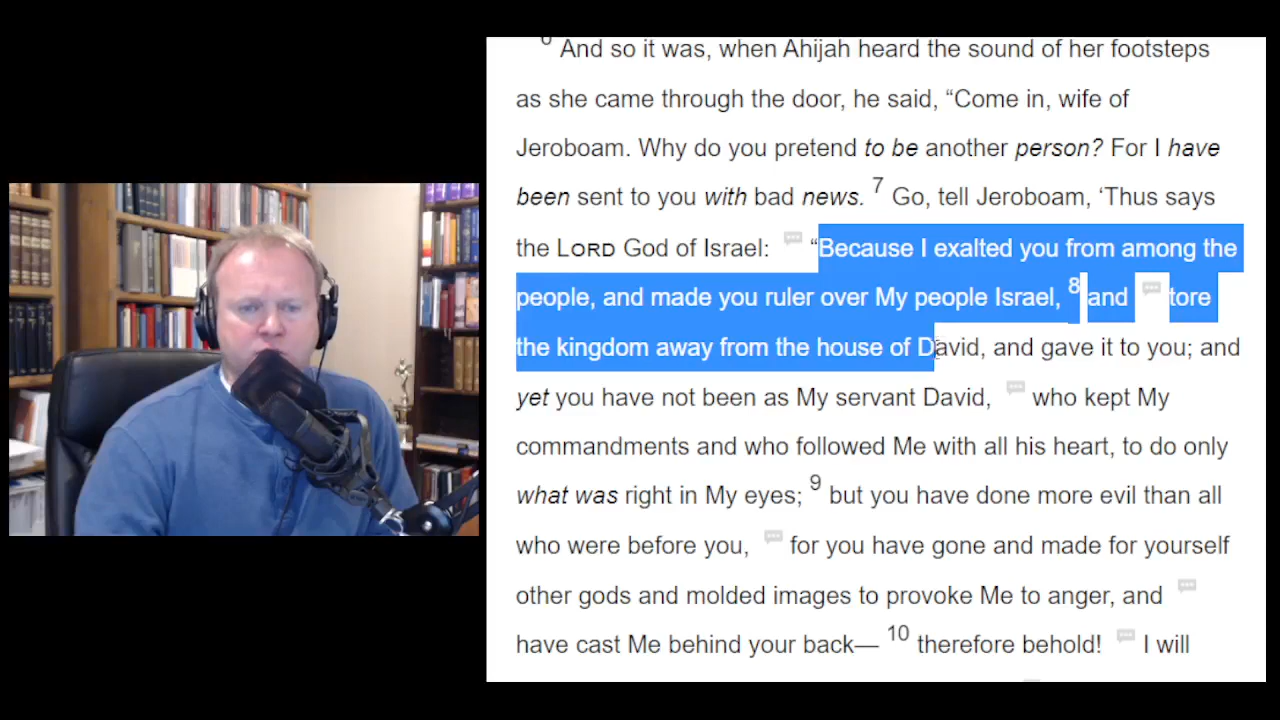 6 And so it was, when Ahijah heard the sound of her footsteps
as she came through the door, he said, “Come in, wife of
Jeroboam. Why do you pretend to be another person? For I have
been sent to you with bad news. 7 Go, tell Jeroboam, ‘Thus says
the LORD God of Israel: “Because I exalted you from among the
people, and made you ruler over My people Israel, 8 and tore
the kingdom away from the house of David, and gave it to you; and
yet you have not been as My servant David, who kept My
commandments and who followed Me with all his heart, to do only
what was right in My eyes; 9 but you have done more evil than all
who were before you, for you have gone and made for yourself
other gods and molded images to provoke Me to anger, and
have cast Me behind your back— 10 therefore behold! I will